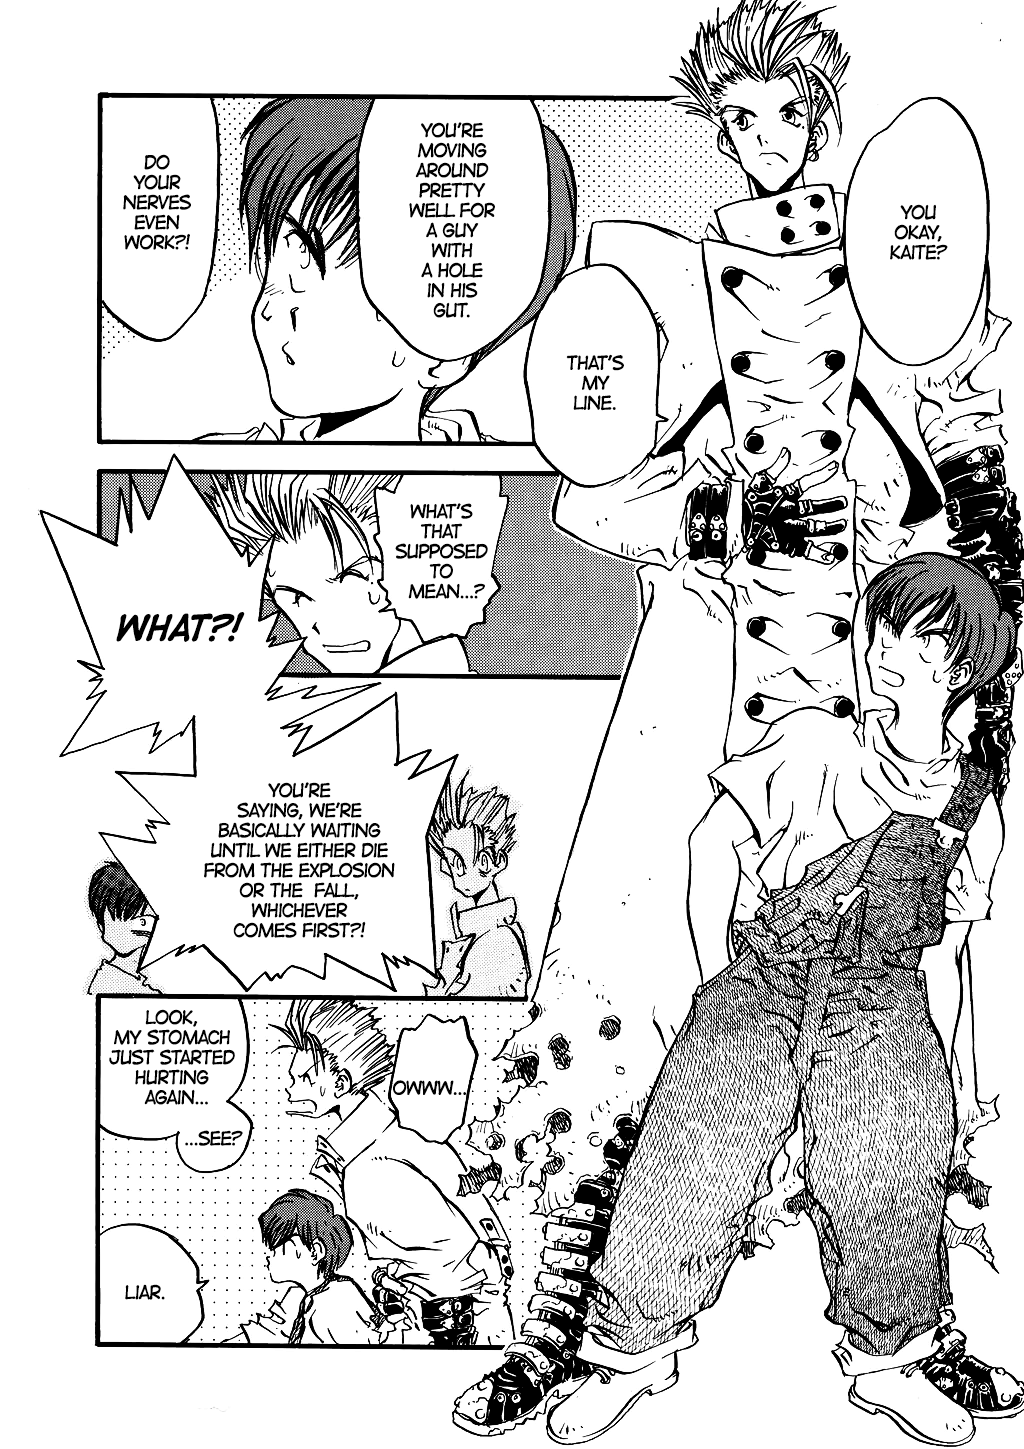 YOU
OKAY,
KAITE?
THAT'S
MY
LINE.
YOU'RE
MOVING
AROUND
PRETTY
WELL FOR
A GUY
WITH
A HOLE
IN HIS
GUT.
DO
YOUR
NERVES
EVEN
WORK?!
WHAT'S
THAT
SUPPOSED
TO
MEAN...?
WHAT?!
YOU'RE
SAYING, WE'RE
BASICALLY WAITING
UNTIL WE EITHER DIE
FROM THE EXPLOSION
OR THE FALL,
WHICHEVER
COMES FIRST?!
OWWW...
LOOK,
MY STOMACH
JUST STARTED
HURTING
AGAIN...
...SEE?
LIAR.